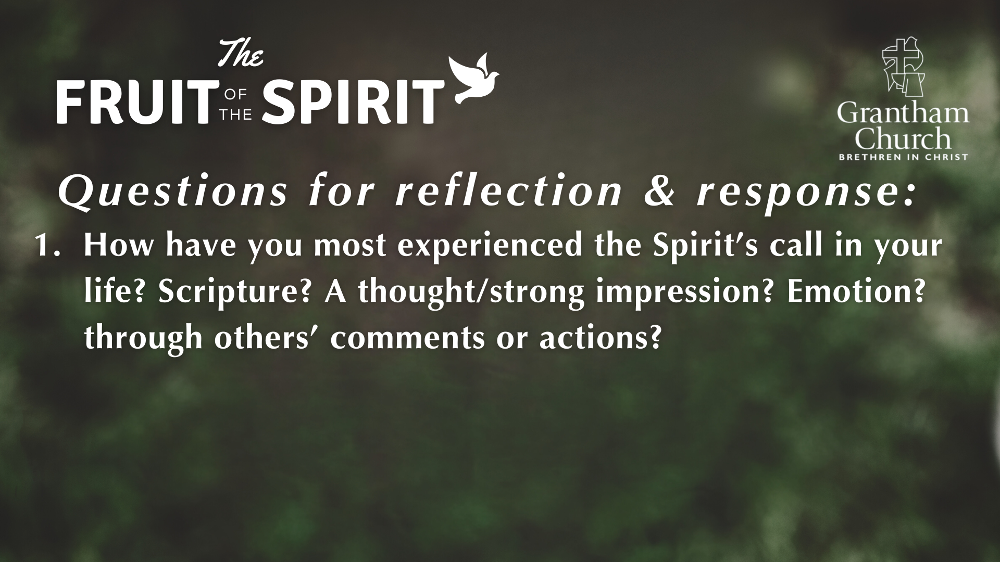 The
FRUIT OF THE SPIRIT
Grantham
Church
BRETHREN IN CHRIST
Questions for reflection & response:
1. How have you most experienced the Spirit’s call in your
life? Scripture? A thought/strong impression? Emotion?
through others’ comments or actions?